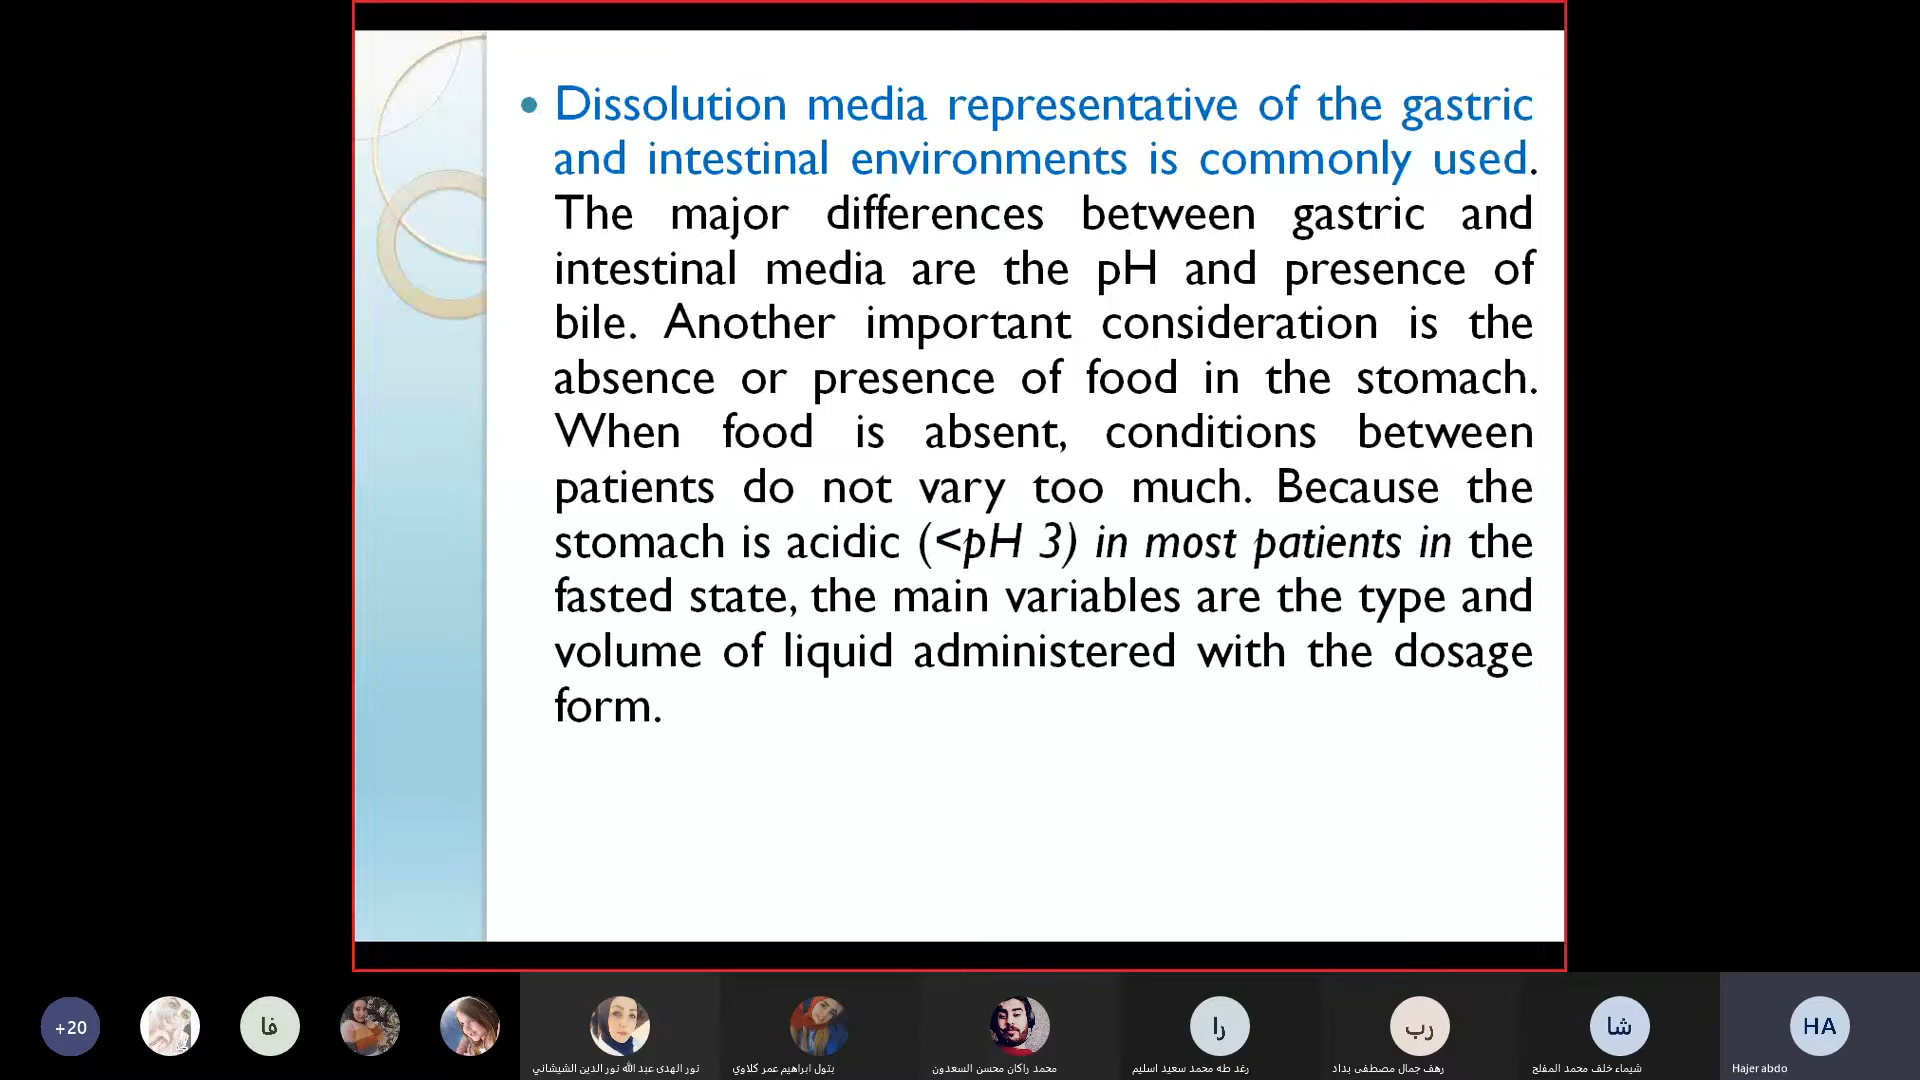 Dissolution media representative of the gastric
and intestinal environments is commonly used.
The major differences between gastric and
intestinal media are the pH and presence of
bile. Another important consideration is the
absence or presence of food in the stomach.
When food is absent, conditions between
patients do not vary too much. Because the
stomach is acidic (<pH 3) in most patients in the
fasted state, the main variables are the type and
volume of liquid administered with the dosage
form.
+20
فا
را
رب
شا
HA
نور الهدى عبد الله نور الدين الشيشاني
بتول ابراهيم عمر كلاوي
محمد راكان محسن السعدون
رغد طه محمد سعيد اسليم
رهف جمال مصطفى بداد
شيماء خلف محمد المفلح
Hajer abdo